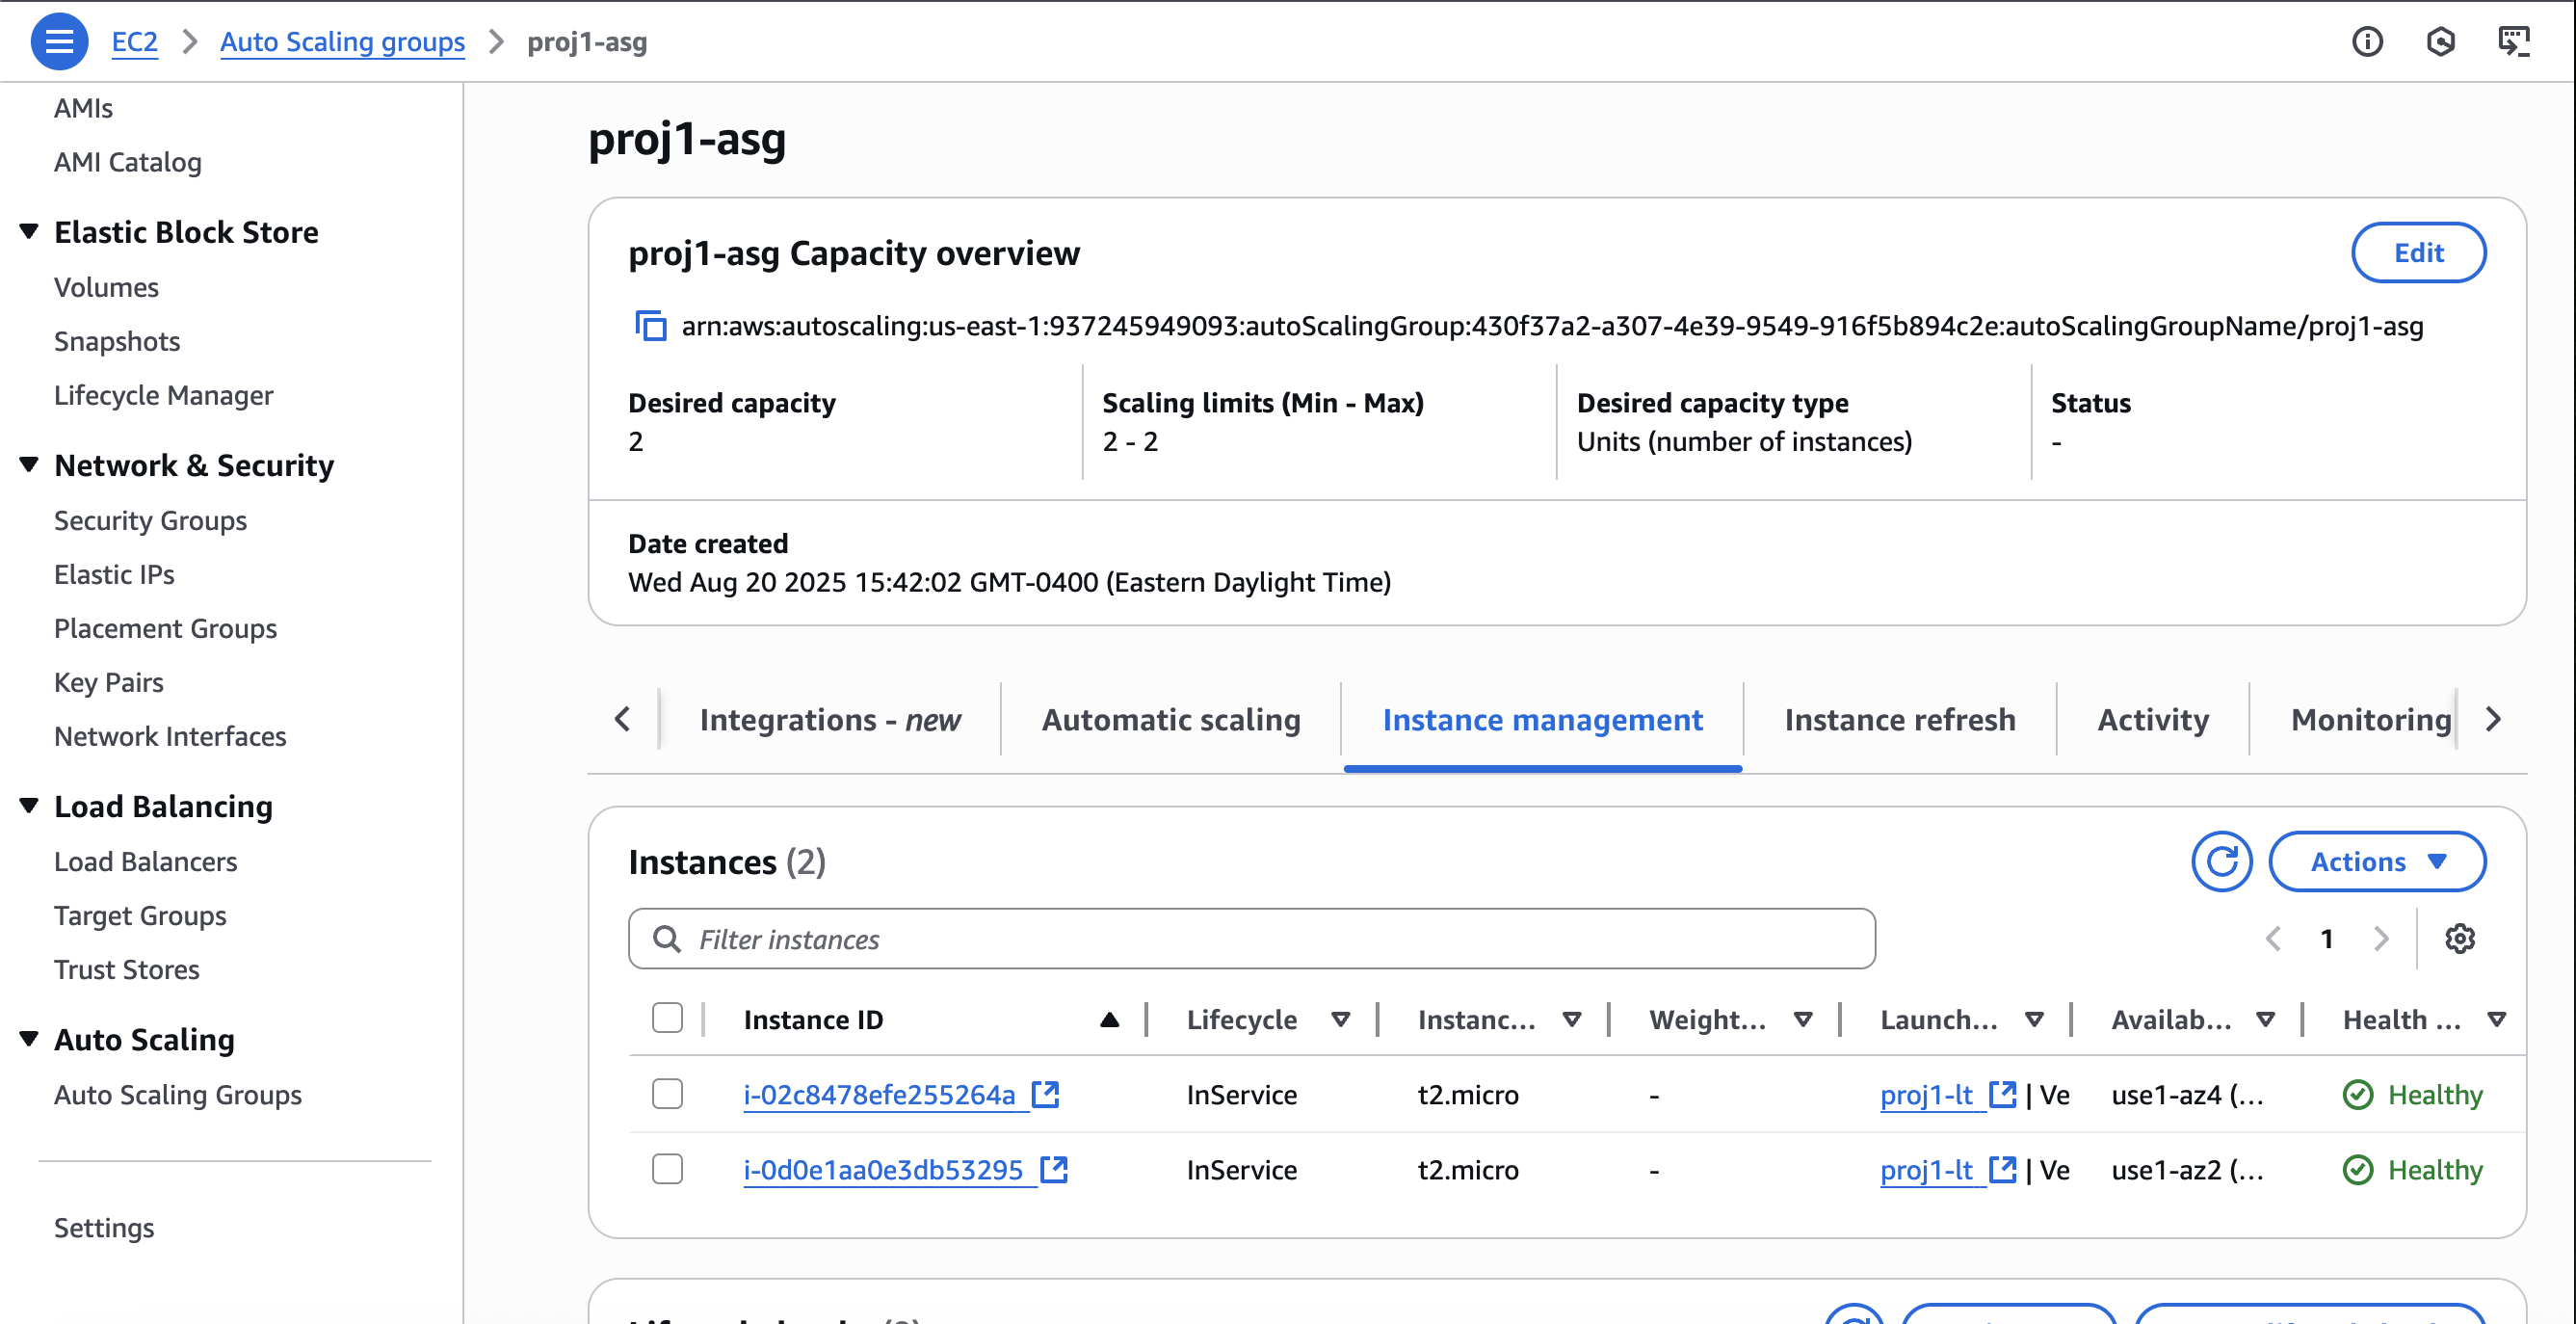 EC2 > Auto Scaling groups > proj1-asg
AMIs
AMI Catalog
Elastic Block Store
Volumes
Snapshots
Lifecycle Manager
Network & Security
Security Groups
Elastic IPs
Placement Groups
Key Pairs
Network Interfaces
Load Balancing
Load Balancers
Target Groups
Trust Stores
Auto Scaling
Auto Scaling Groups
Settings
proj1-asg
proj1-asg Capacity overview
Edit
arn:aws:autoscaling:us-east-1:937245949093:autoScalingGroup:430f37a2-a307-4e39-9549-916f5b894c2e:autoScalingGroupName/proj1-asg
Desired capacity
2
Scaling limits (Min - Max)
2 - 2
Desired capacity type
Units (number of instances)
Status
-
Date created
Wed Aug 20 2025 15:42:02 GMT-0400 (Eastern Daylight Time)
Integrations - new
Automatic scaling
Instance management
Instance refresh
Activity
Monitoring
Instances (2)
Actions
Filter instances
1
Instance ID Lifecycle Instanc... Weight... Launch... Availab... Health ...
i-02c8478efe255264a InService t2.micro - proj1-lt | Ve use1-az4 (... Healthy
i-0d0e1aa0e3db53295 InService t2.micro - proj1-lt | Ve use1-az2 (... Healthy